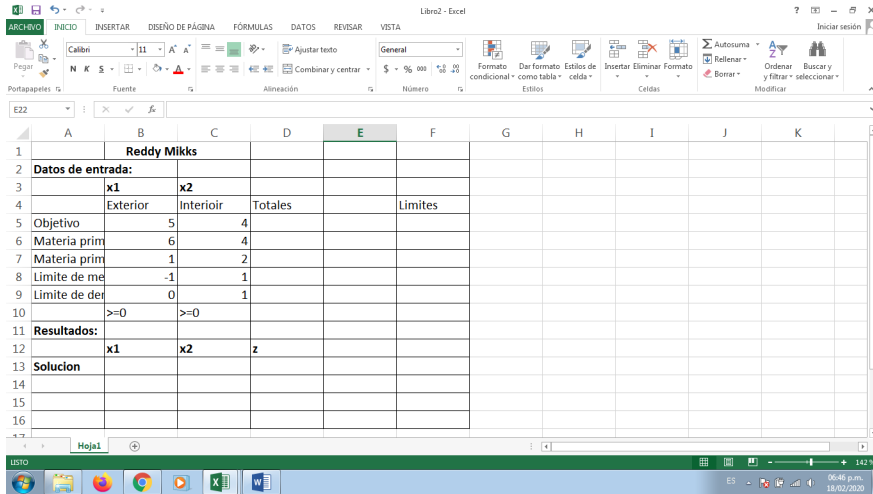 Libro2 - Excel
ARCHIVO INICIO INSERTAR DISEÑO DE PÁGINA FÓRMULAS DATOS REVISAR VISTA Iniciar sesión
Calibri 11 A A Ajustar texto General Autosuma
Pegar N K S A Combinar y centrar $ % 000 Formato condicional Dar formato como tabla Estilos de celda Insertar Eliminar Formato Rellenar Borrar Ordenar y filtrar Buscar y seleccionar
Portapapeles Fuente Alineación Número Estilos Celdas Modificar
E22 fx
A B C D E F G H I J K
1 Reddy Mikks
2 Datos de entrada:
3 x1 x2
4 Exterior Interioir Totales Limites
5 Objetivo 5 4
6 Materia prim 6 4
7 Materia prim 1 2
8 Limite de me -1 1
9 Limite de der 0 1
10 >=0 >=0
11 Resultados:
12 x1 x2 z
13 Solucion
14
15
16
17
Hoja1
LISTO 142 %
ES 06:46 p.m.
18/02/2020